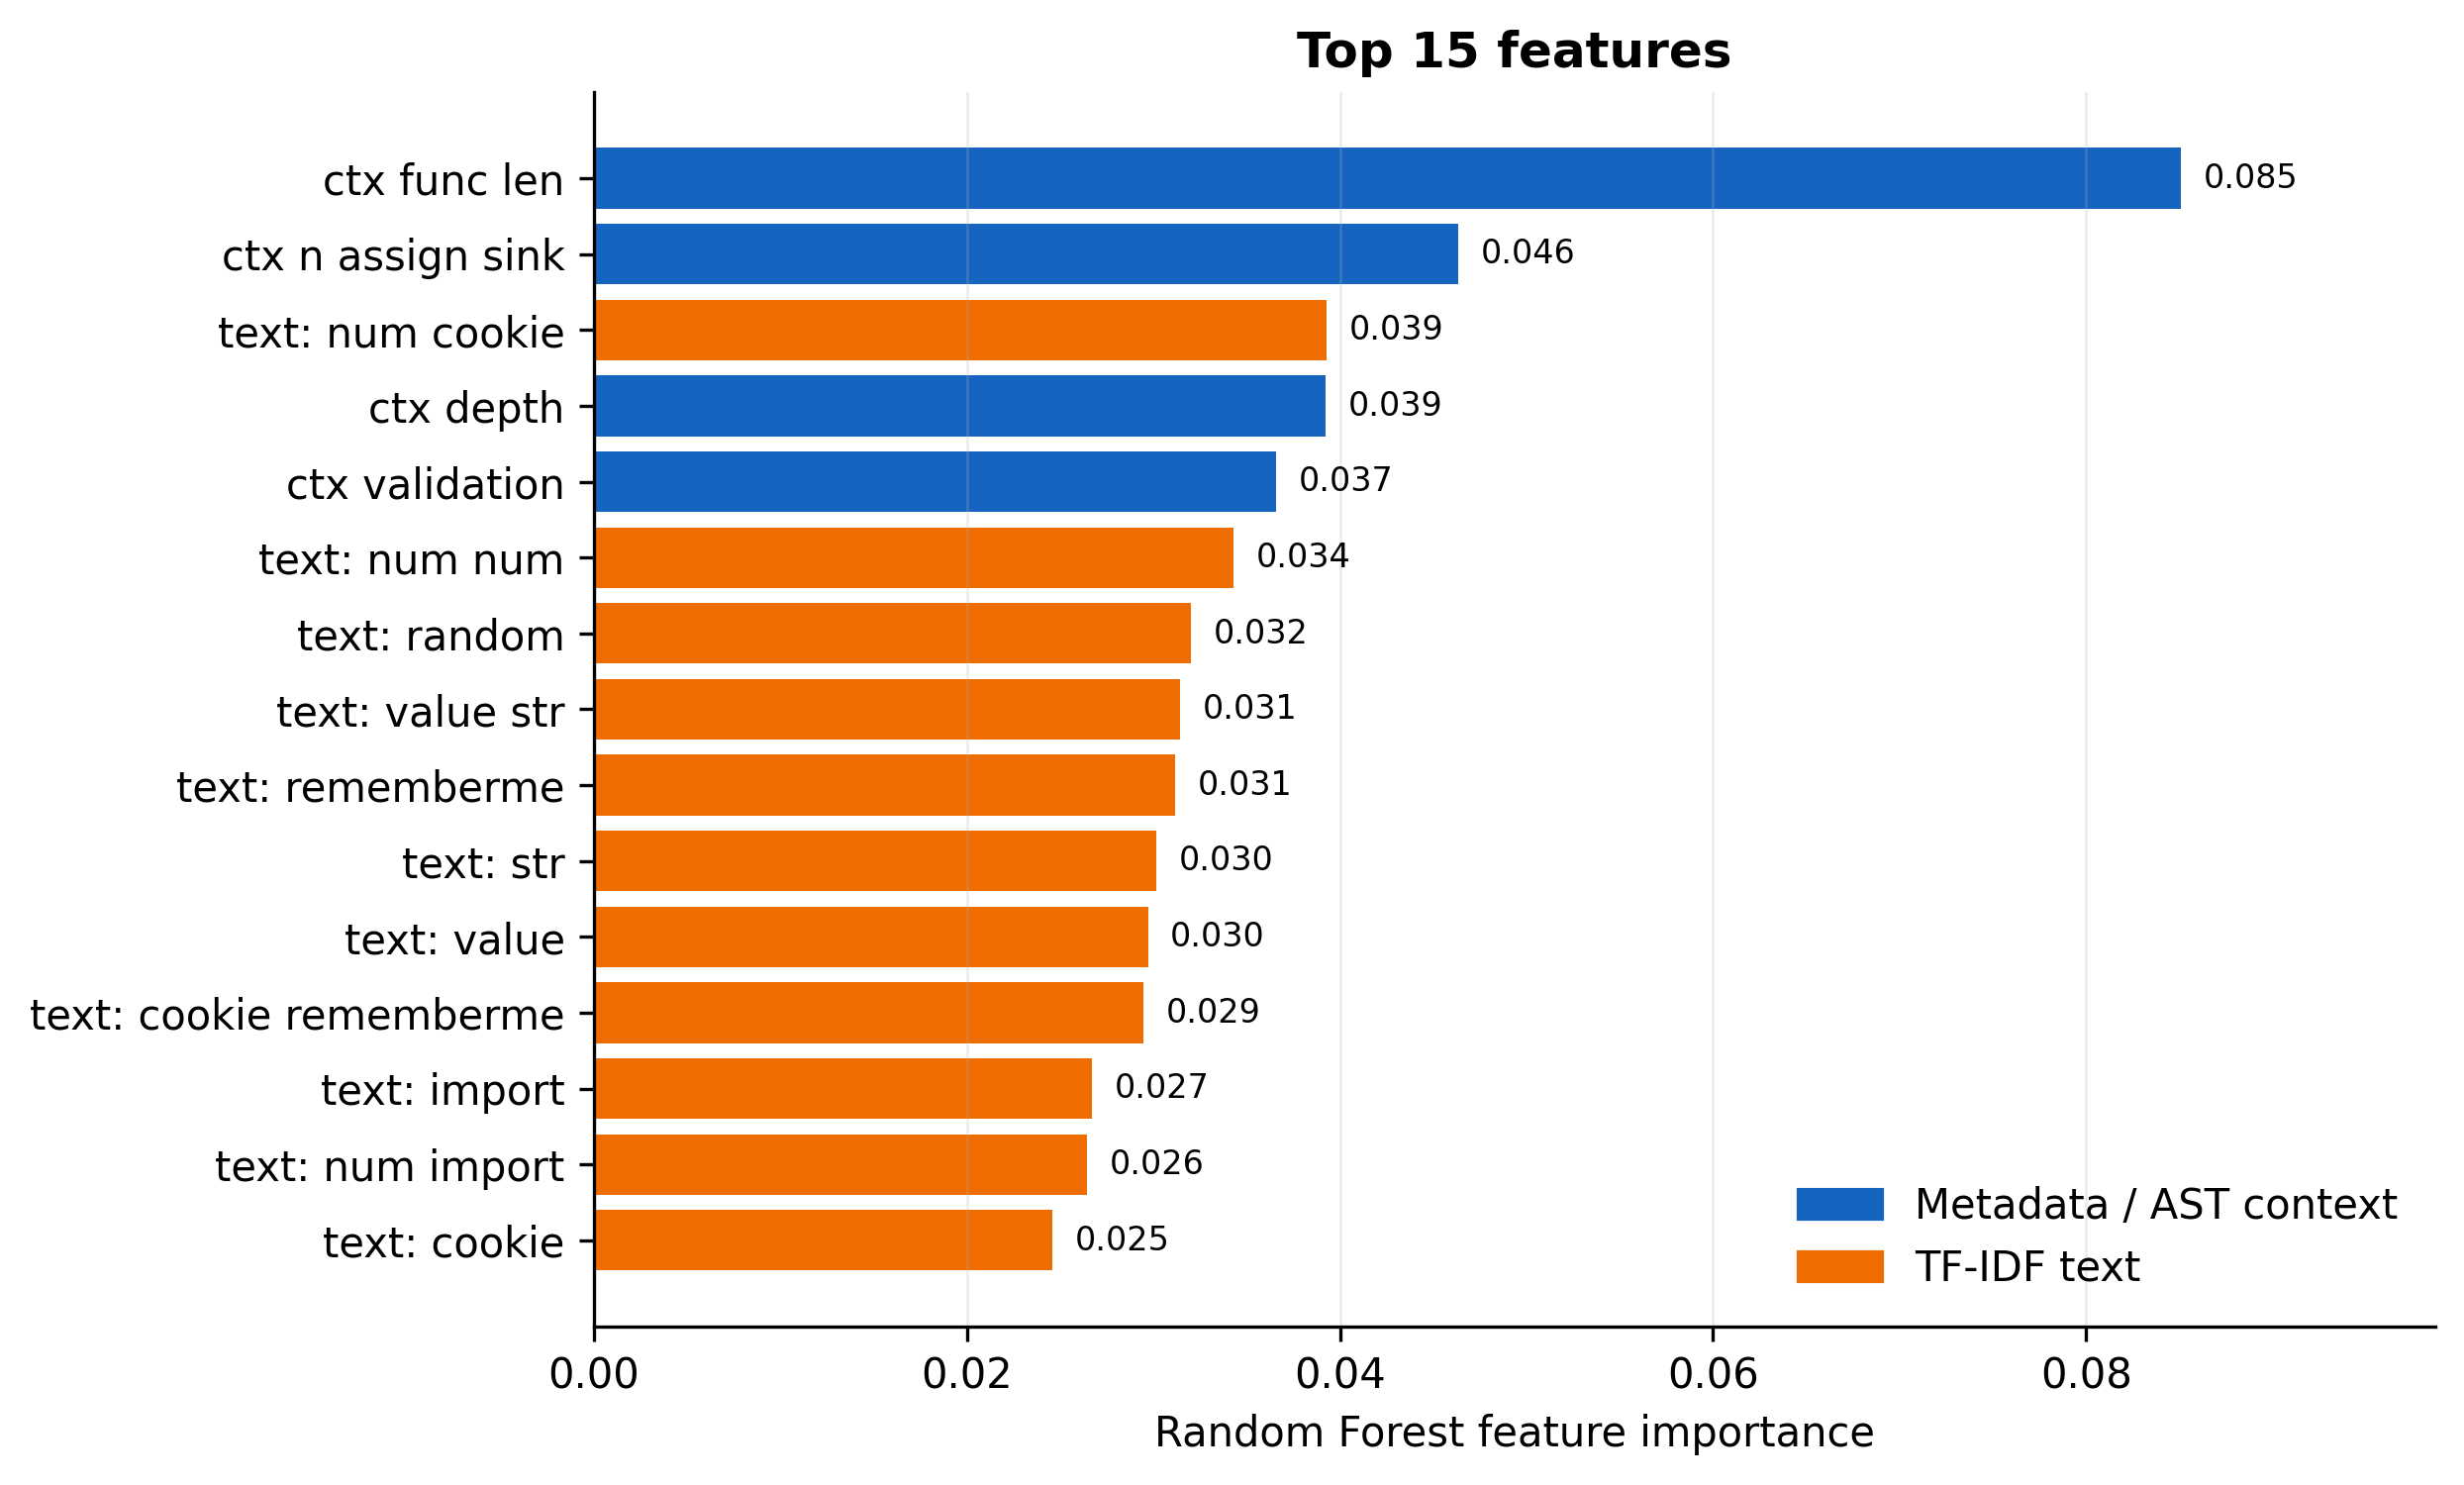 Top 15 features
ctx func len 0.085
ctx n assign sink 0.046
text: num cookie 0.039
ctx depth 0.039
ctx validation 0.037
text: num num 0.034
text: random 0.032
text: value str 0.031
text: rememberme 0.031
text: str 0.030
text: value 0.030
text: cookie rememberme 0.029
text: import 0.027
text: num import 0.026
text: cookie 0.025
Metadata / AST context
TF-IDF text
0.00 0.02 0.04 0.06 0.08
Random Forest feature importance